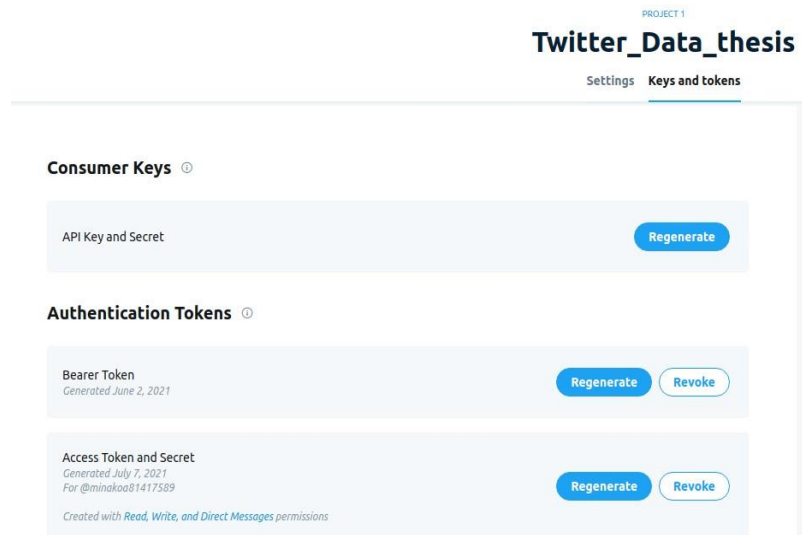 PROJECT 1
Twitter_Data_thesis
Settings Keys and tokens
Consumer Keys
API Key and Secret
Regenerate
Authentication Tokens
Bearer Token
Generated June 2, 2021
Regenerate Revoke
Access Token and Secret
Generated July 7, 2021
For @minakoa81417589
Regenerate Revoke
Created with Read, Write, and Direct Messages permissions